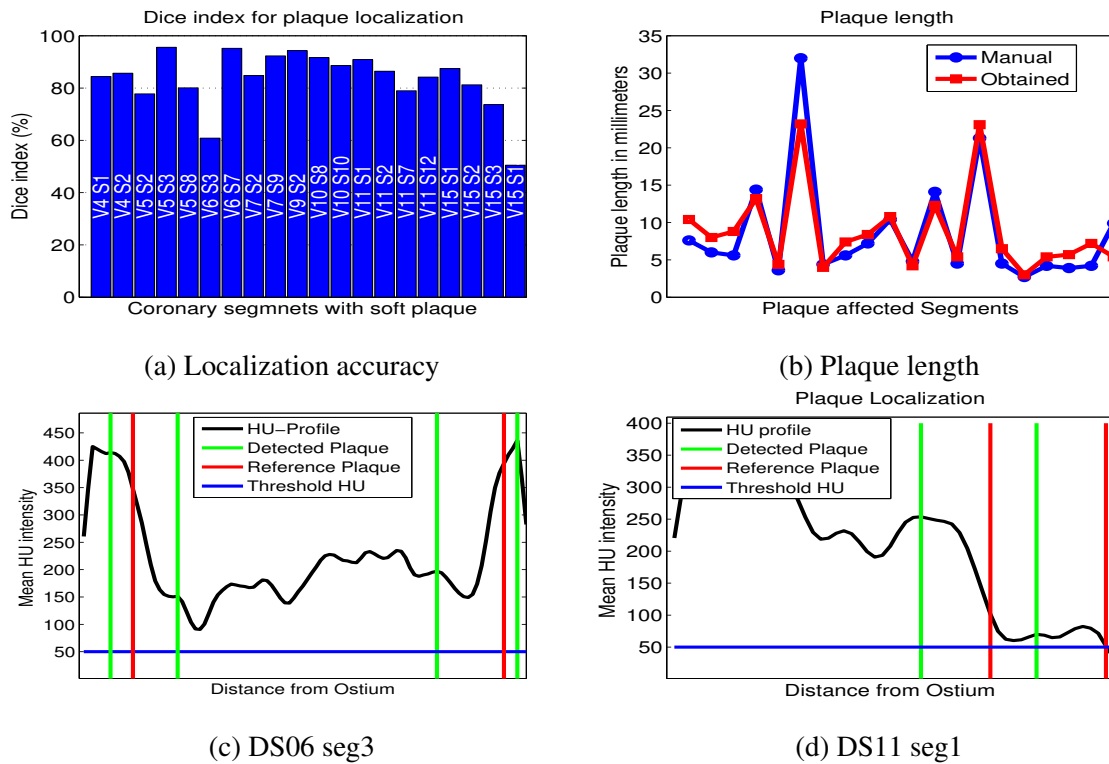 Dice index for plaque localization
100
80
60
40
20
0
Dice index (%)
V4 S1
V4 S2
V5 S2
V5 S3
V5 S8
V6 S3
V6 S7
V7 S2
V7 S9
V9 S2
V10 S8
V10 S10
V11 S1
V11 S2
V11 S7
V11 S12
V15 S1
V15 S2
V15 S3
V15 S1
Coronary segmnets with soft plaque
(a) Localization accuracy
Plaque length
35
30
25
20
15
10
5
0
Plaque length in millimeters
Manual
Obtained
Plaque affected Segments
(b) Plaque length
450
400
350
300
250
200
150
100
50
Mean HU intensity
HU-Profile
Detected Plaque
Reference Plaque
Threshold HU
Distance from Ostium
(c) DS06 seg3
Plaque Localization
400
350
300
250
200
150
100
50
Mean HU intensity
HU profile
Detected Plaque
Reference Plaque
Threshold HU
Distance from Ostium
(d) DS11 seg1